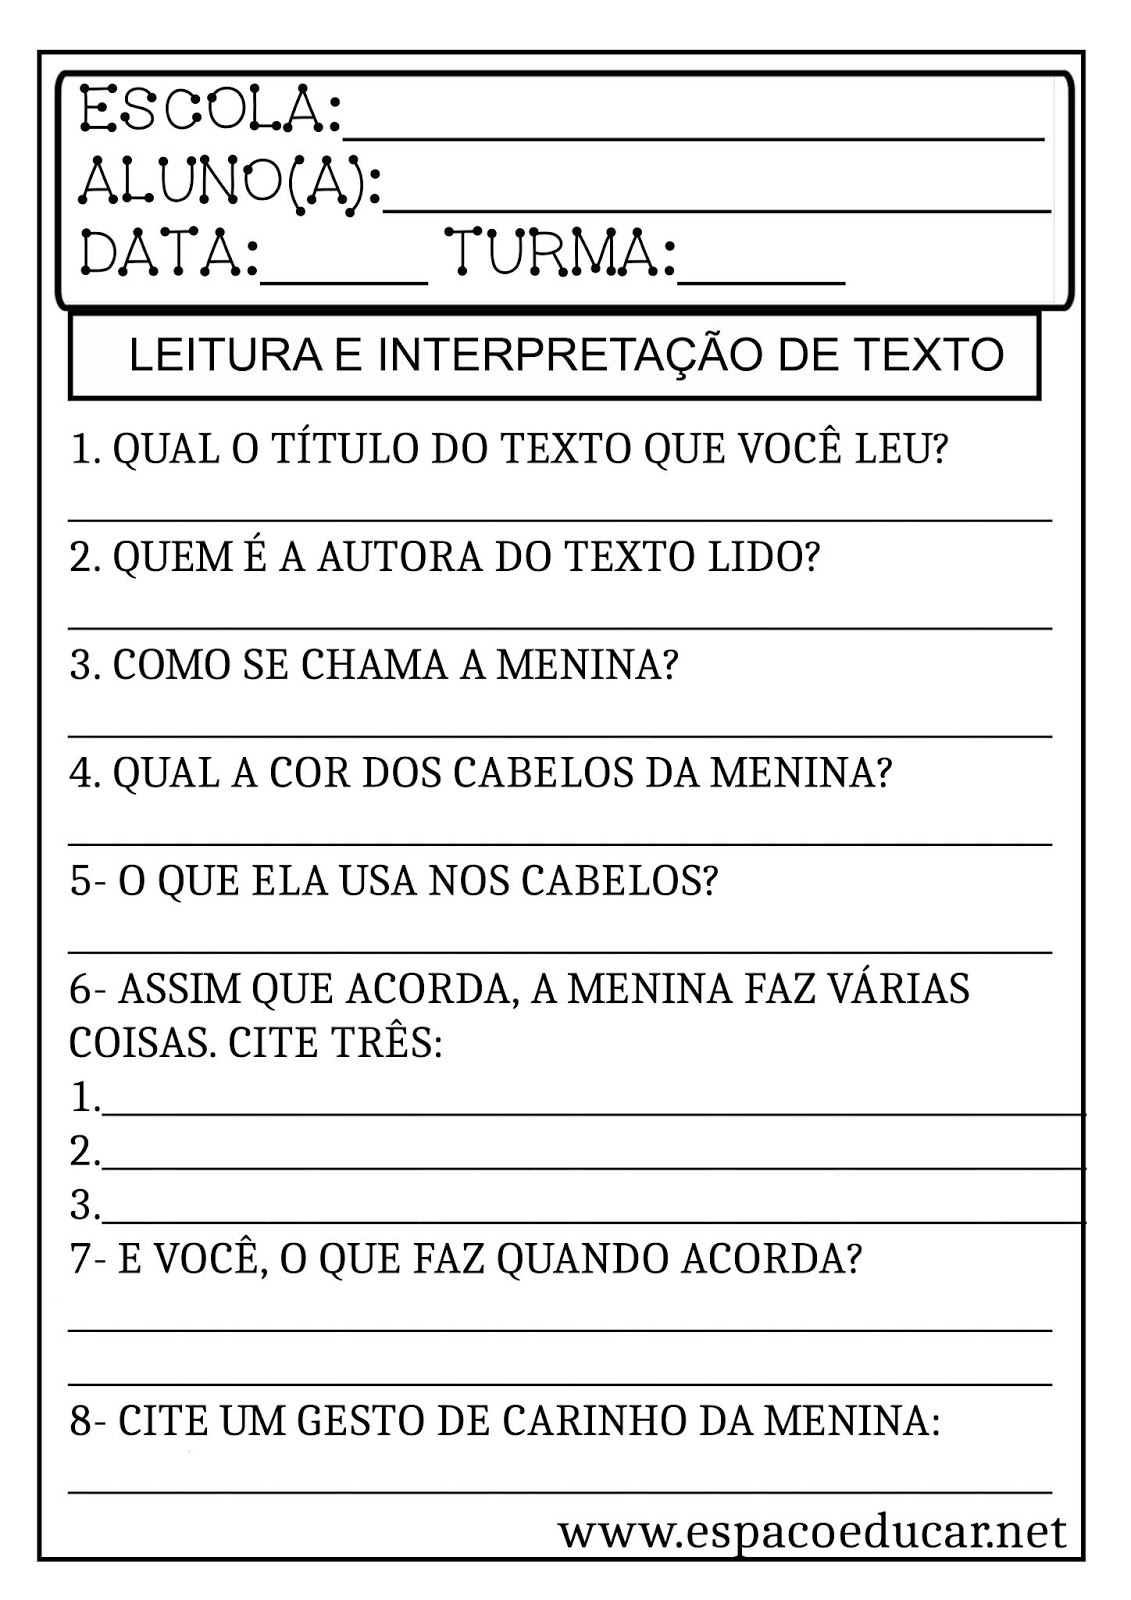 ESCOLA:
ALUNO(A):
DATA: TURMA:
LEITURA E INTERPRETAÇÃO DE TEXTO
1. QUAL O TÍTULO DO TEXTO QUE VOCÊ LEU?
2. QUEM É A AUTORA DO TEXTO LIDO?
3. COMO SE CHAMA A MENINA?
4. QUAL A COR DOS CABELOS DA MENINA?
5- O QUE ELA USA NOS CABELOS?
6- ASSIM QUE ACORDA, A MENINA FAZ VÁRIAS
COISAS. CITE TRÊS:
1.
2.
3.
7- E VOCÊ, O QUE FAZ QUANDO ACORDA?
8- CITE UM GESTO DE CARINHO DA MENINA:
www.espacoeducar.net